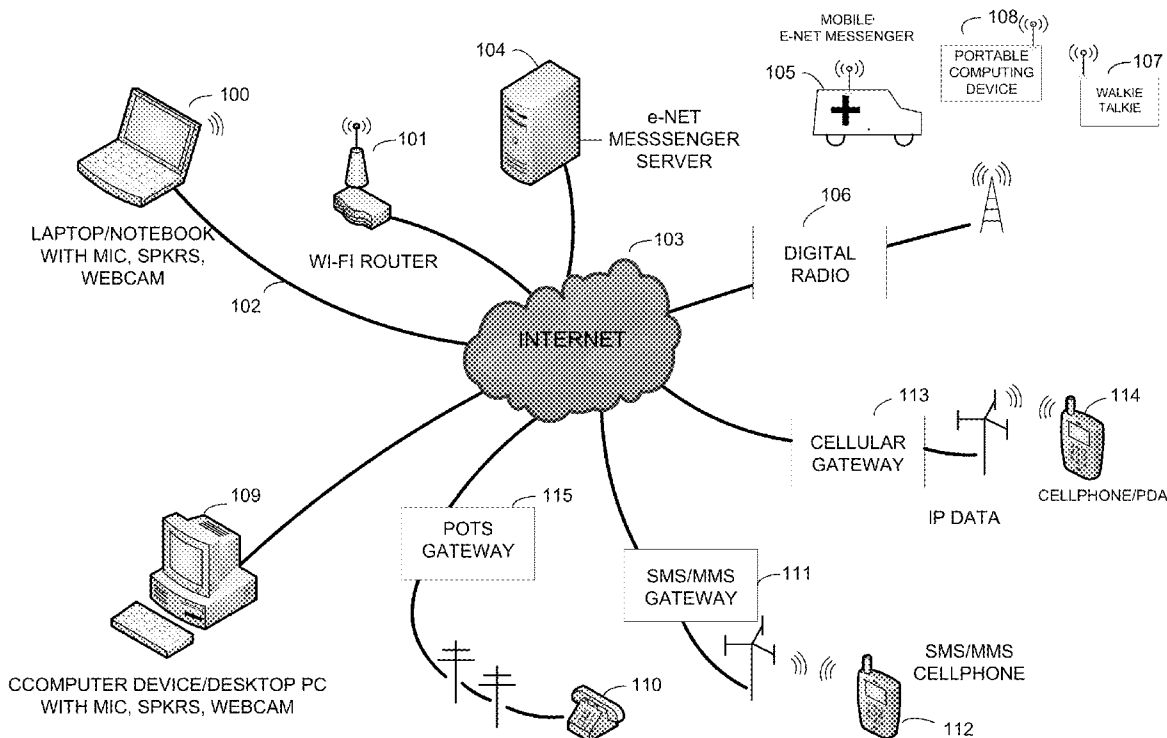 104
MOBILE
E-NET MESSENGER
108
PORTABLE
COMPUTING
DEVICE
107
WALKIE
TALKIE
105
100
101
e-NET
MESSSENGER
SERVER
106
DIGITAL
RADIO
LAPTOP/NOTEBOOK
WITH MIC, SPKRS,
WEBCAM
WI-FI ROUTER
103
102
INTERNET
113
CELLULAR
GATEWAY
114
CELLPHONE/PDA
IP DATA
109
115
POTS
GATEWAY
SMS/MMS
GATEWAY
111
SMS/MMS
CELLPHONE
CCOMPUTER DEVICE/DESKTOP PC
WITH MIC, SPKRS, WEBCAM
110
112